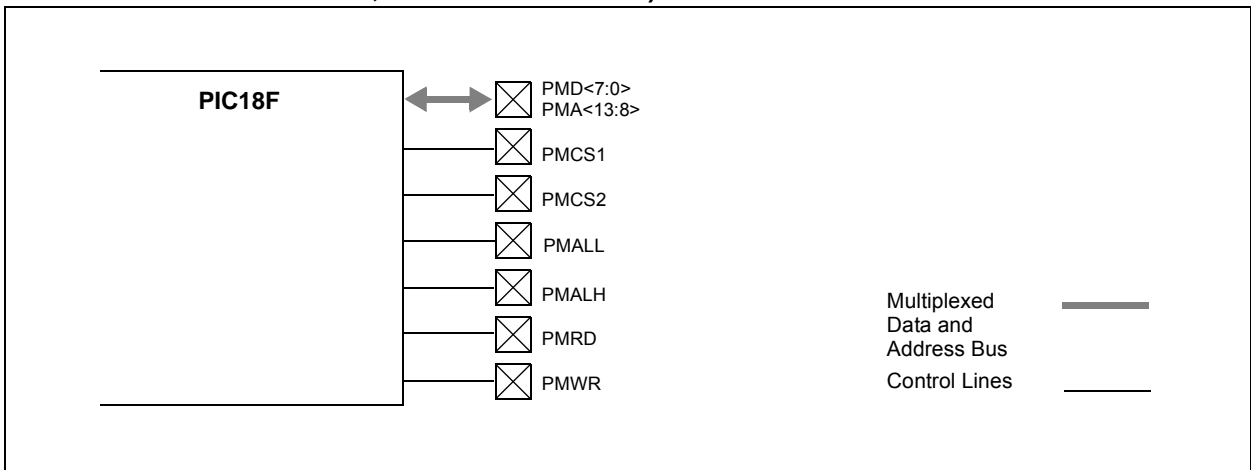 PIC18F
PMD<7:0>
PMA<13:8>
PMCS1
PMCS2
PMALL
PMALH
PMRD
PMWR
Multiplexed
Data and
Address Bus
Control Lines